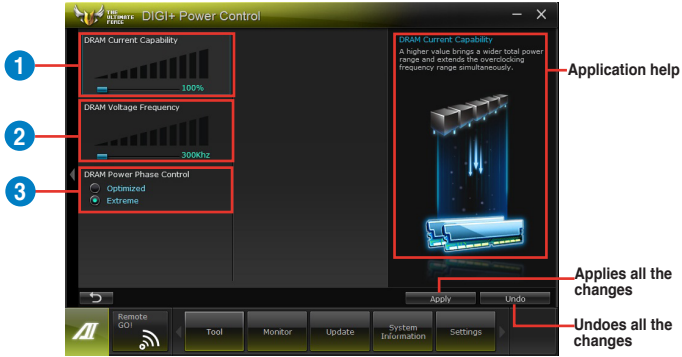 THE
ULTIMATE
FORCE
DIGI+ Power Control
1
DRAM Current Capability
100%
2
DRAM Voltage Frequency
300Khz
3
DRAM Power Phase Control
Optimized
Extreme
DRAM Current Capability
A higher value brings a wider total power
range and extends the overclocking
frequency range simultaneously.
Application help
Applies all the
changes
Apply
Undo
Undoes all the
changes
AI
Remote
GO!
Tool
Monitor
Update
System
Information
Settings